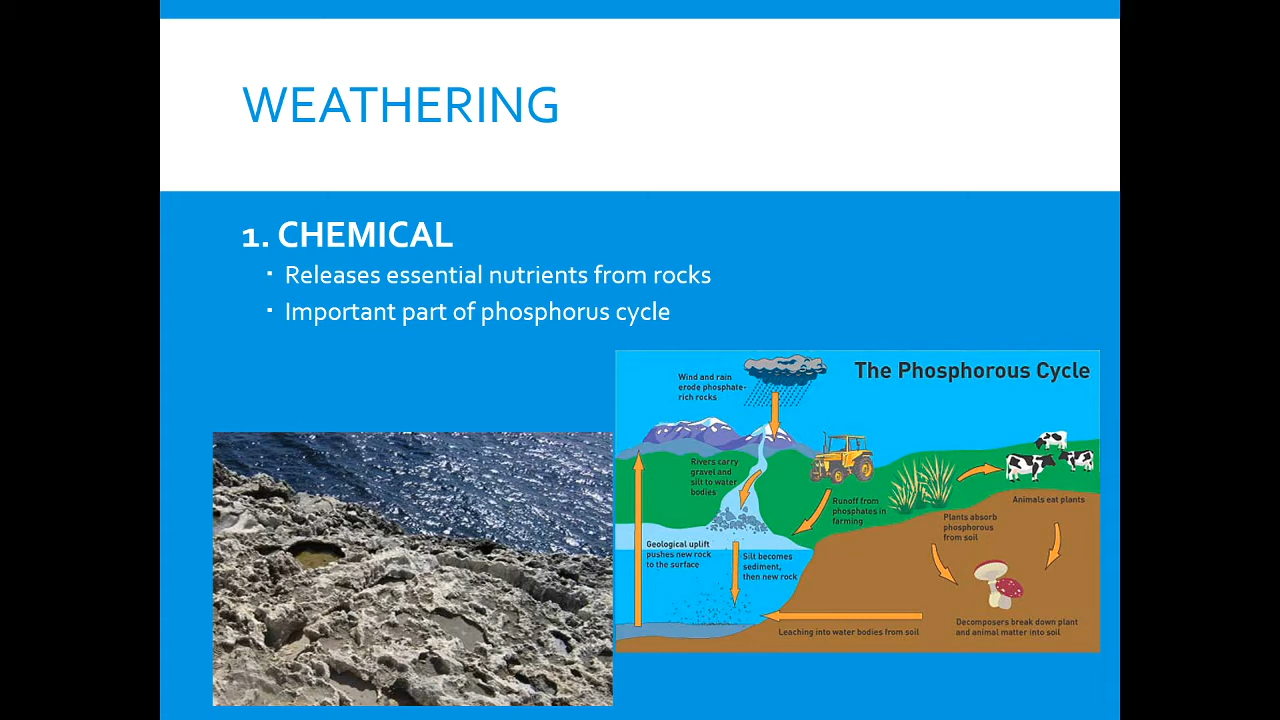 WEATHERING
1. CHEMICAL
▪ Releases essential nutrients from rocks
▪ Important part of phosphorus cycle
The Phosphorous Cycle
Wind and rain
erode phosphate-
rich rocks
Rivers carry
gravel and
silt to water
bodies
Runoff from
phosphates in
farming
Animals eat plants
Plants absorb
phosphorous
from soil
Geological uplift
pushes new rock
to the surface
Silt becomes
sediment,
then new rock
Decomposers break down plant
and animal matter into soil
Leaching into water bodies from soil